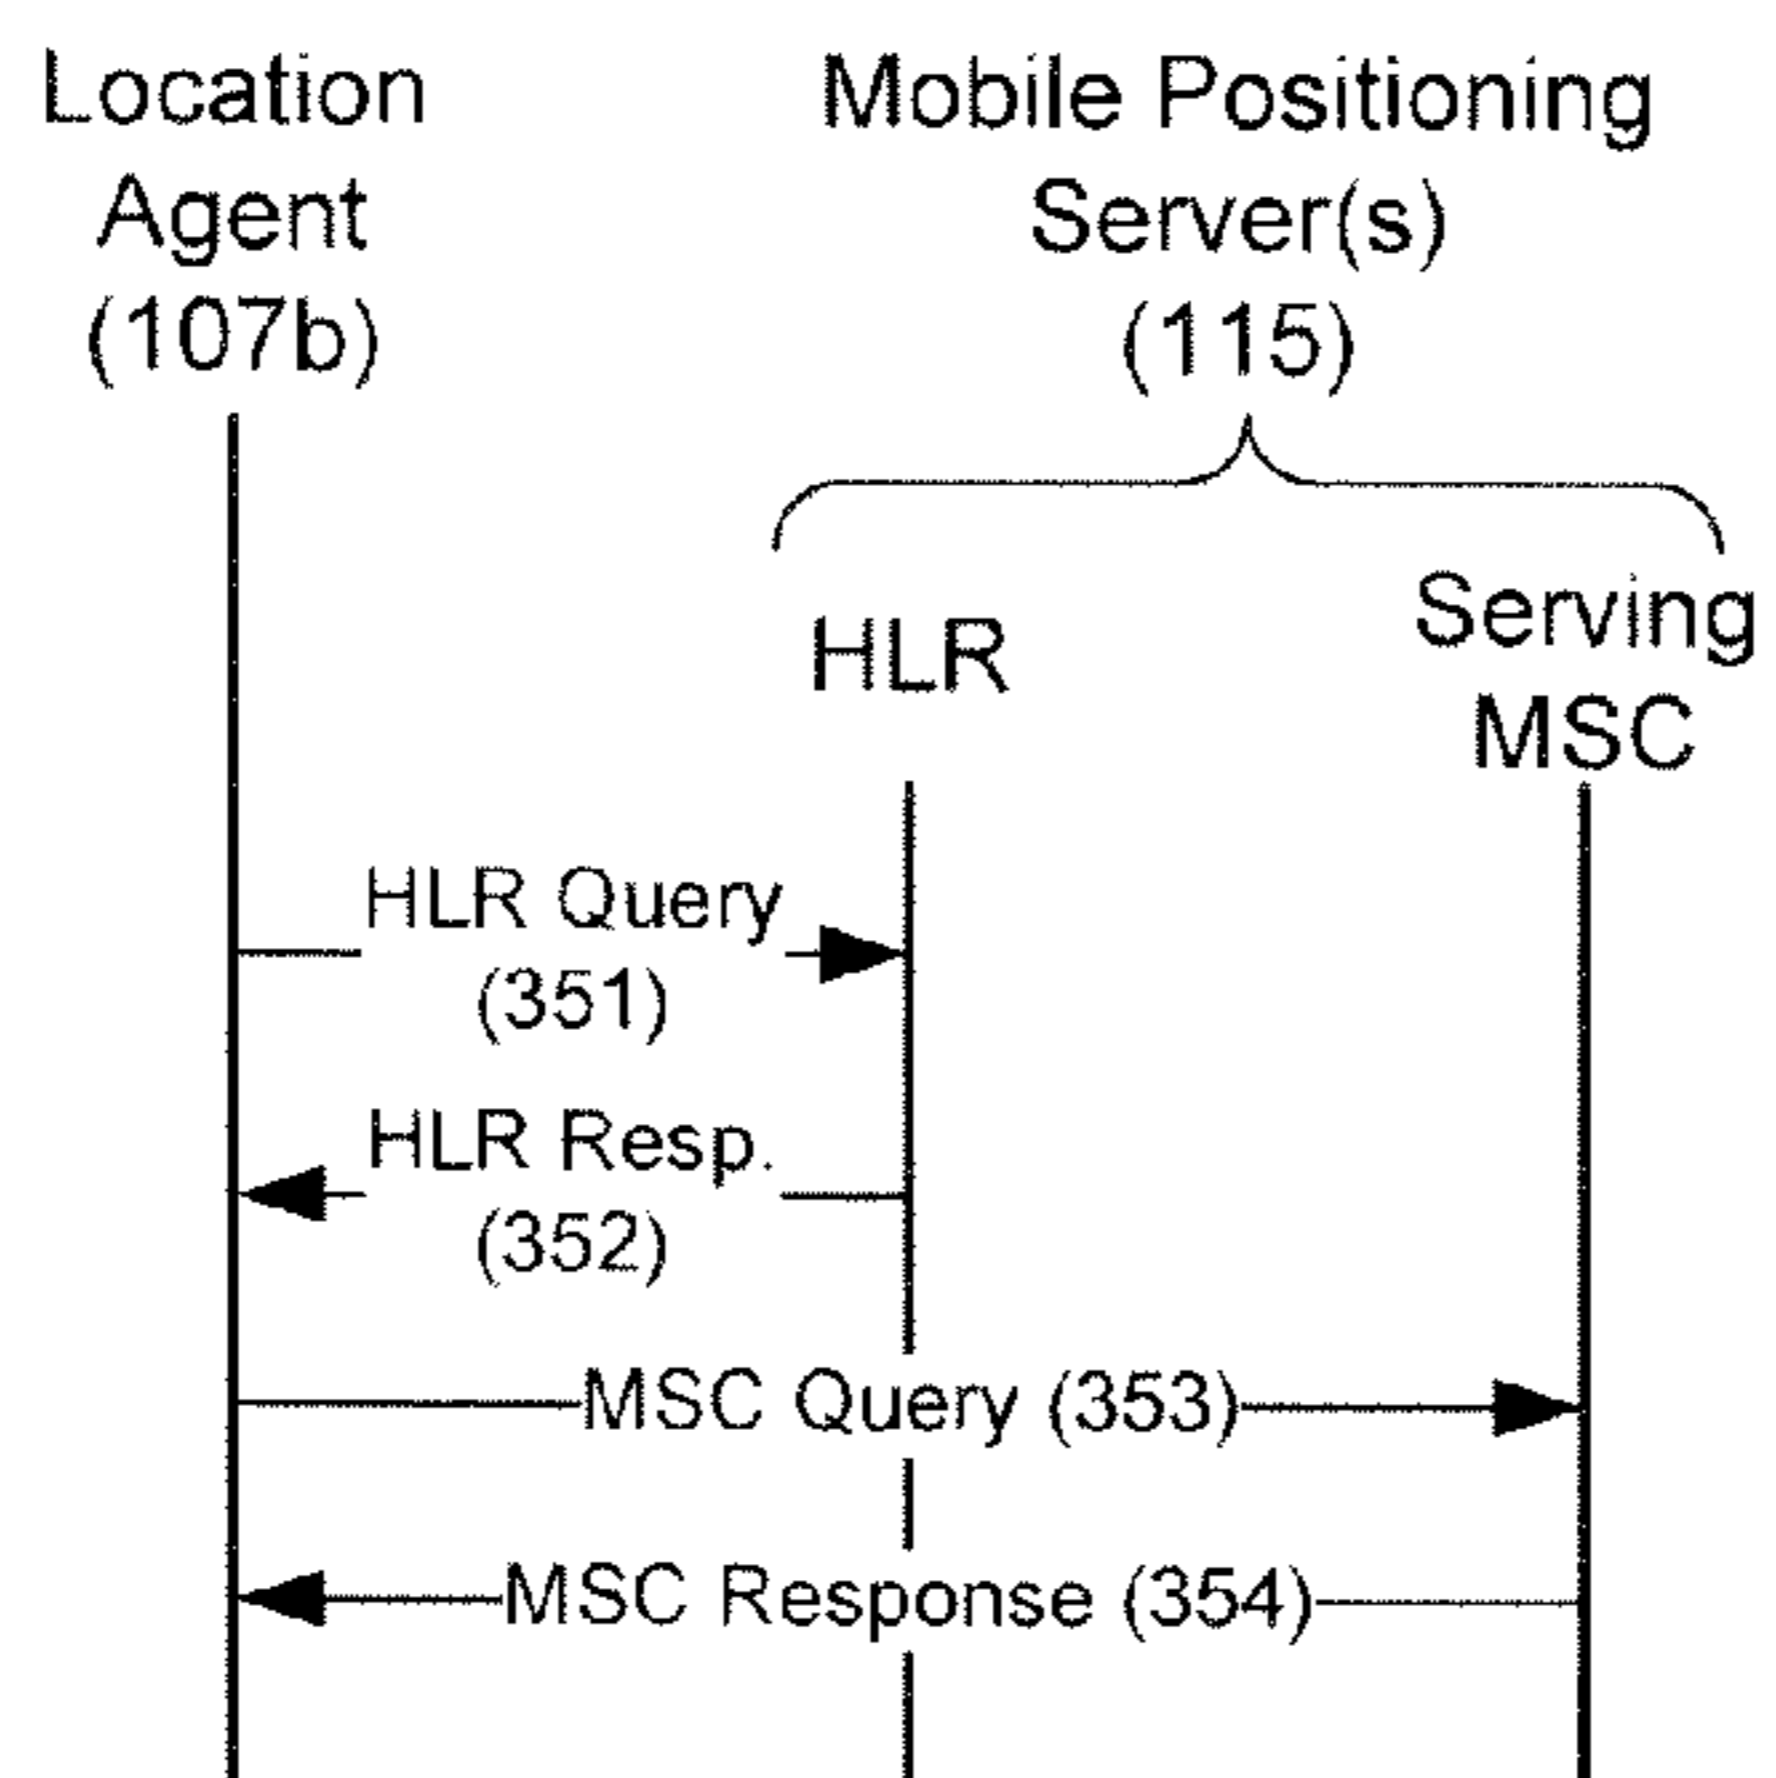 Location
Agent
(107b)
Mobile Positioning
Server(s)
(115)
HLR
Serving
MSC
HLR Query
(351)
HLR Resp.
(352)
MSC Query (353)
MSC Response (354)